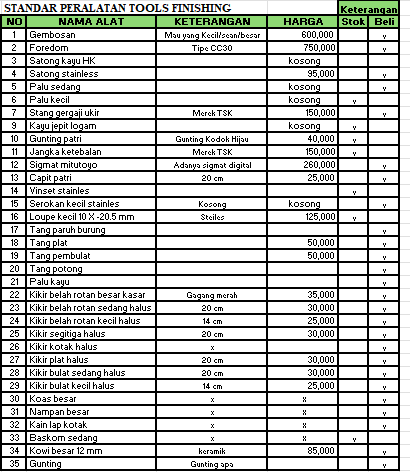 STANDAR PERALATAN TOOLS FINISHING
Keterangan
NO NAMA ALAT KETERANGAN HARGA Stok Beli
1 Gembosan Mau yang Kecil/sean/besar 600,000 v
2 Foredom Tipe CC30 750,000 v
3 Satong kayu HK kosong
4 Satong stainless 95,000 v
5 Palu sedang kosong v
6 Palu kecil kosong v
7 Stang gergaji ukir Merek TSK 150,000 v
9 Kayu jepit logam kosong v
10 Gunting patri Gunting Kodok Hijau 40,000 v
11 Jangka ketebalan Merek TSK 150,000 v
12 Sigmat mitutoyo Adanya sigmat digital 260,000 v
13 Capit patri 20 cm 25,000 v
14 Vinset stainles v
15 Serokan kecil stainles Kosong kosong v
16 Loupe kecil 10 X -20.5 mm Steiles 125,000 v
17 Tang paruh burung v
18 Tang plat 50,000 v
19 Tang pembulat 50,000 v
20 Tang potong v
21 Palu kayu v
22 Kikir belah rotan besar kasar Gagang merah 35,000 v
23 Kikir belah rotan sedang halus 20 cm 30,000 v
24 Kikir belah rotan kecil halus 14 cm 25,000 v
25 Kikir segitiga halus 20 cm 30,000 v
26 Kikir kotak halus x v
27 Kikir plat halus 20 cm 30,000 v
28 Kikir bulat sedang halus 20 cm 30,000 v
29 Kikir bulat kecil halus 14 cm 25,000 v
30 Koas besar x x v
31 Nampan besar x x v
32 Kain lap kotak x x v
33 Baskom sedang x x v
34 Kowi besar 12 mm keramik 85,000 v
35 Gunting Gunting apa v